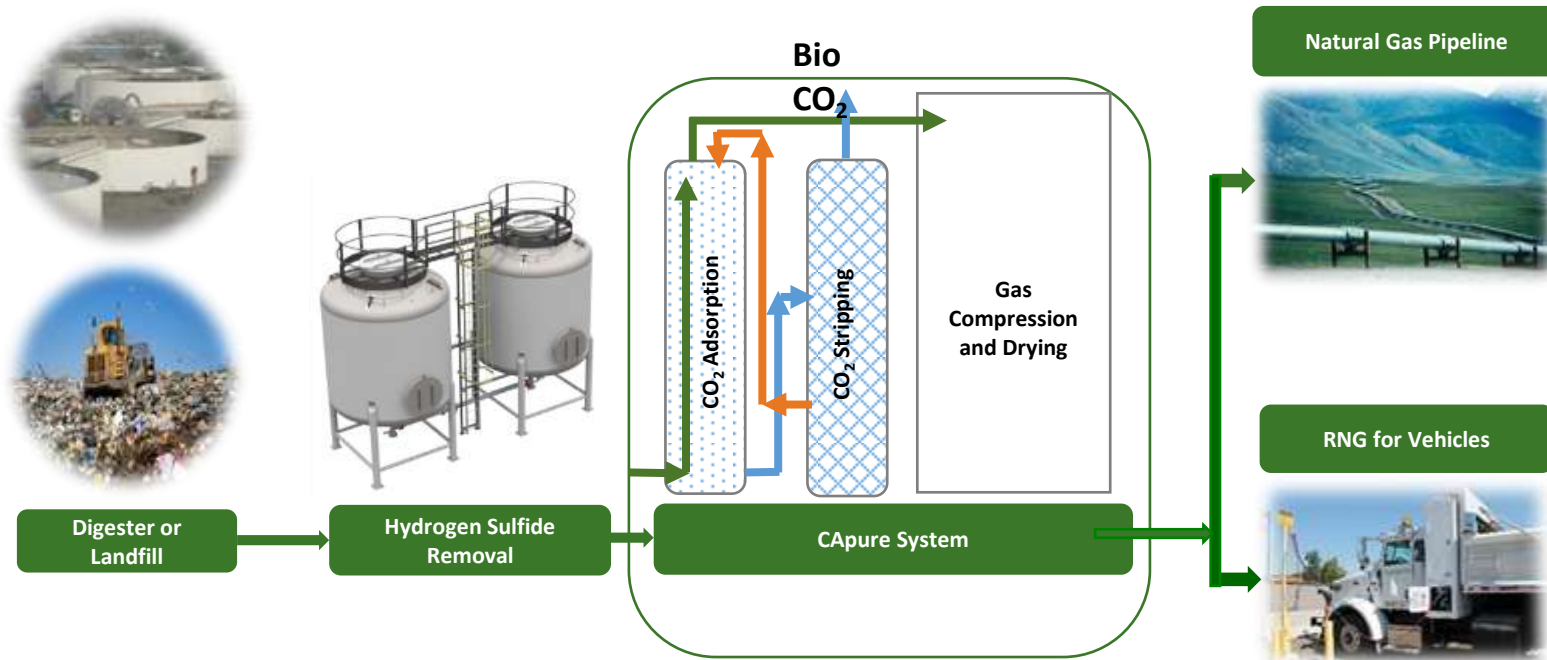 Bio
CO₂
Natural Gas Pipeline
CO₂ Adsorption
CO₂ Stripping
Gas
Compression
and Drying
RNG for Vehicles
Digester or
Landfill
Hydrogen Sulfide
Removal
CApure System